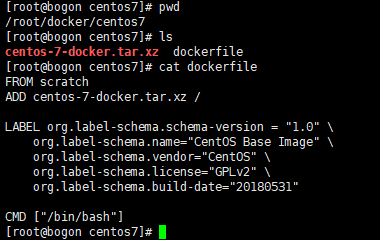 [root@bogon centos7]# pwd
/root/docker/centos7
[root@bogon centos7]# ls
centos-7-docker.tar.xz  dockerfile
[root@bogon centos7]# cat dockerfile
FROM scratch
ADD centos-7-docker.tar.xz /

LABEL org.label-schema.schema-version = "1.0" \
    org.label-schema.name="CentOS Base Image" \
    org.label-schema.vendor="CentOS" \
    org.label-schema.license="GPLv2" \
    org.label-schema.build-date="20180531"

CMD ["/bin/bash"]
[root@bogon centos7]#